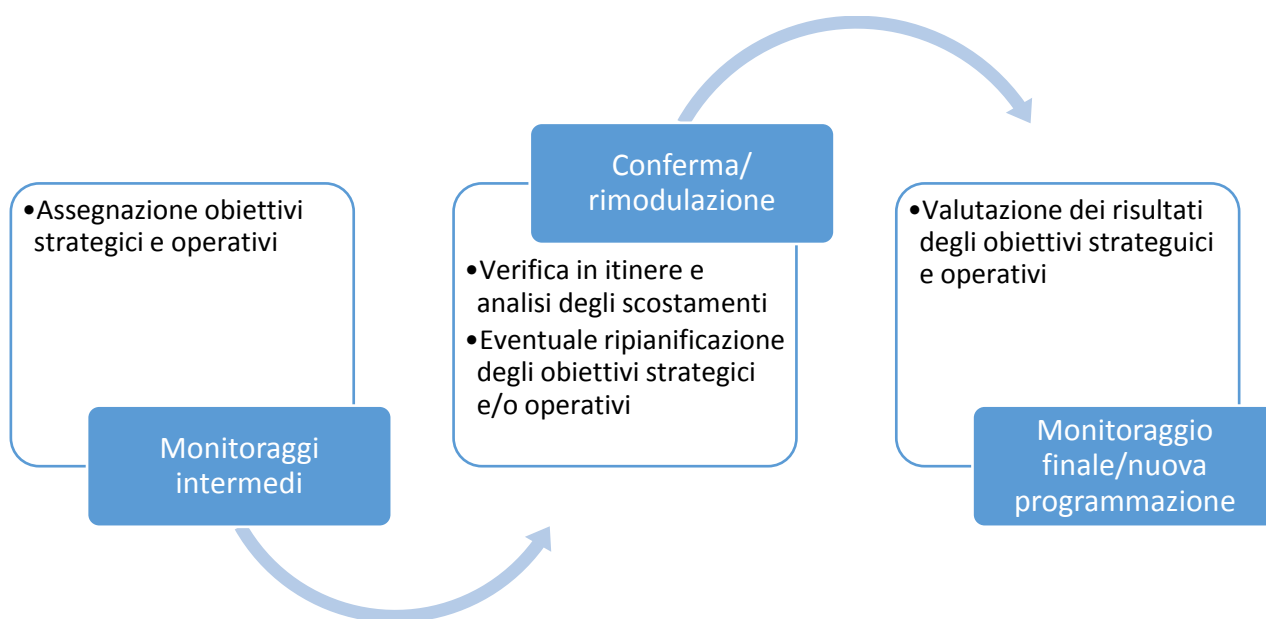 •Assegnazione obiettivi
strategici e operativi
Monitoraggi
intermedi
Conferma/
rimodulazione
•Verifica in itinere e
analisi degli scostamenti
•Eventuale ripianificazione
degli obiettivi strategici
e/o operativi
•Valutazione dei risultati
degli obiettivi strateguici
e operativi
Monitoraggio
finale/nuova
programmazione